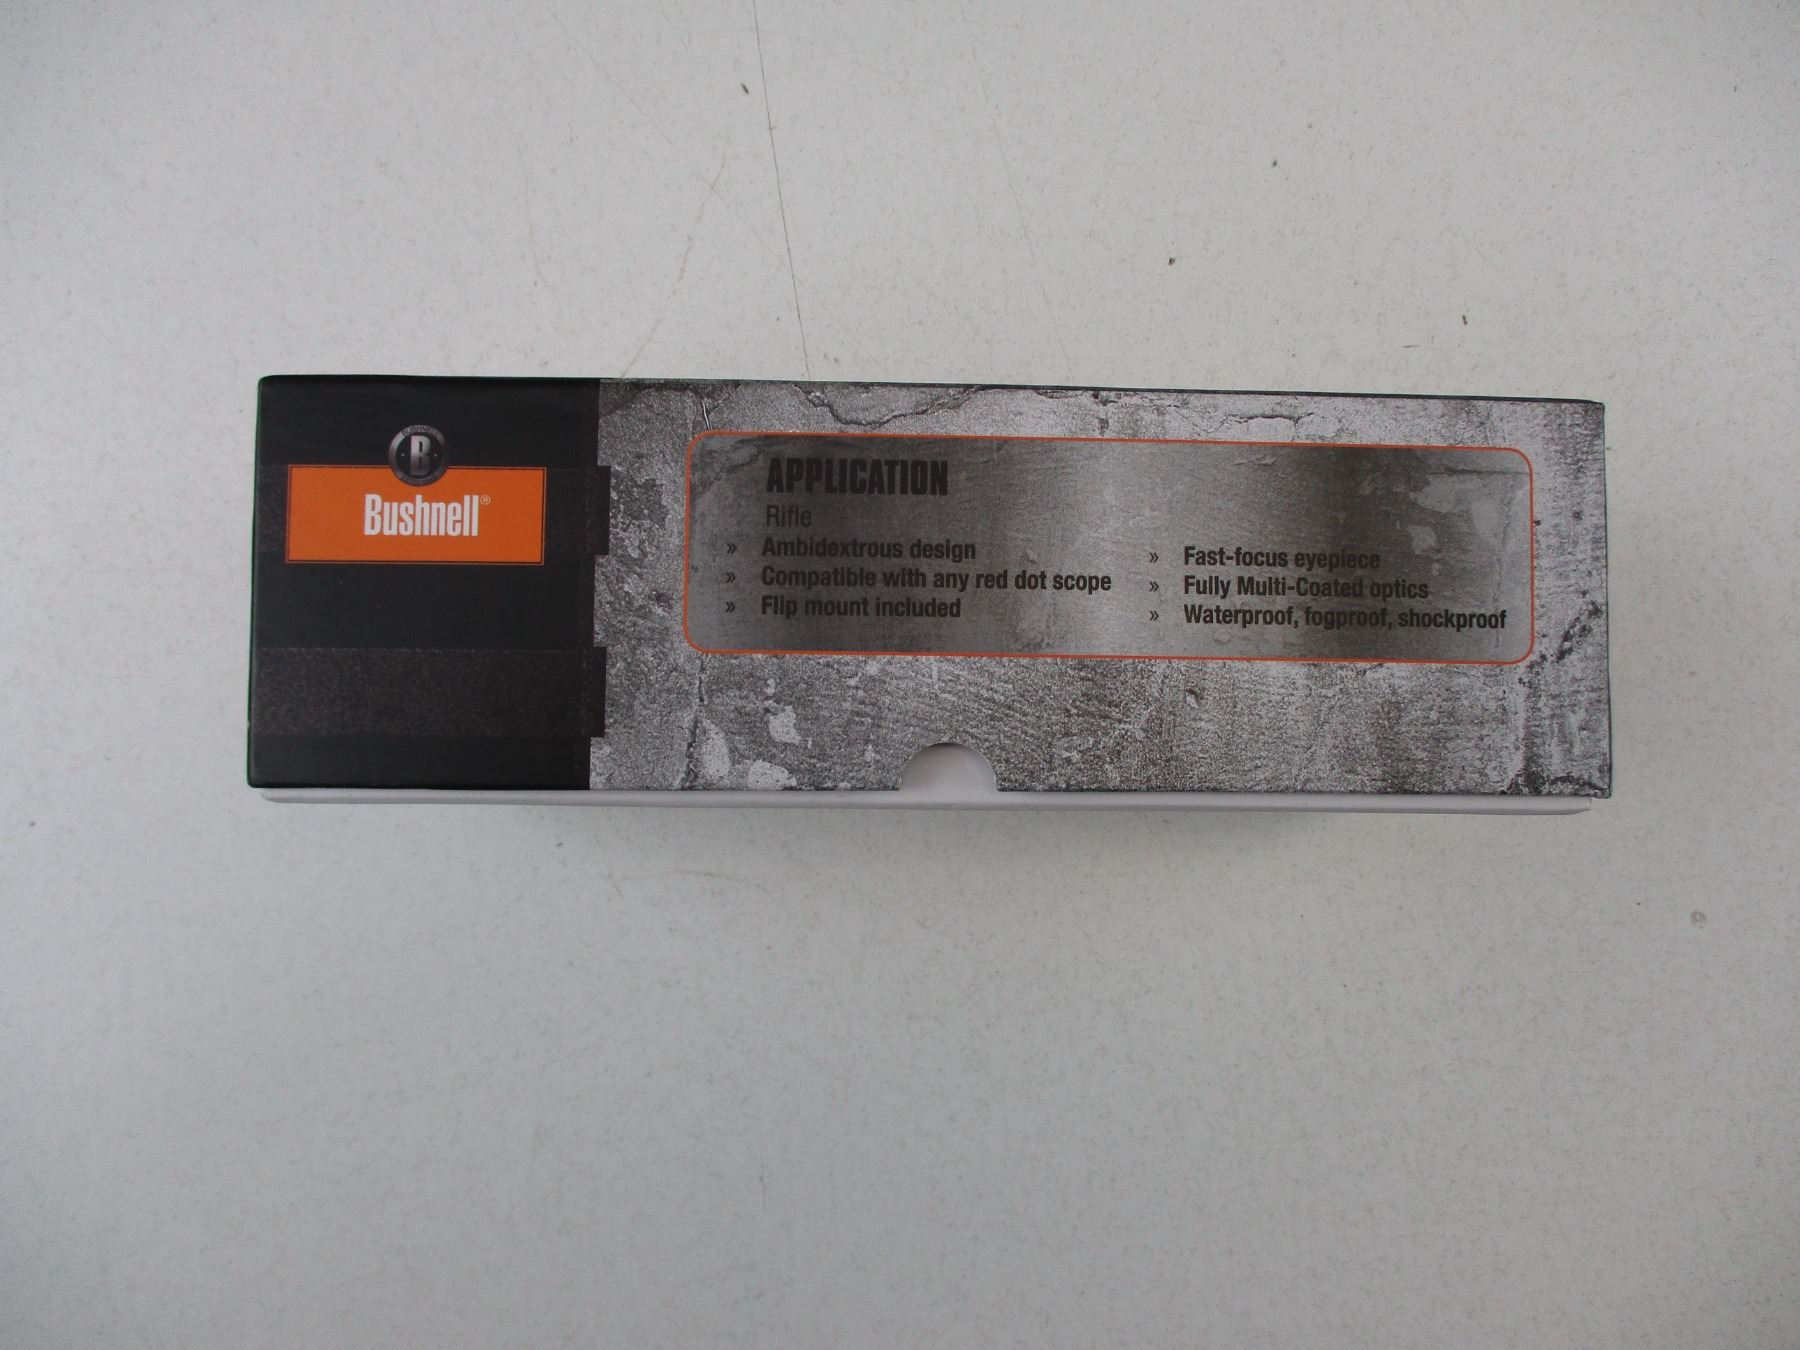 B
Bushnell®
APPLICATION
Rifle
» Ambidextrous design
» Compatible with any red dot scope
» Flip mount included
» Fast-focus eyepiece
» Fully Multi-Coated optics
» Waterproof, fogproof, shockproof